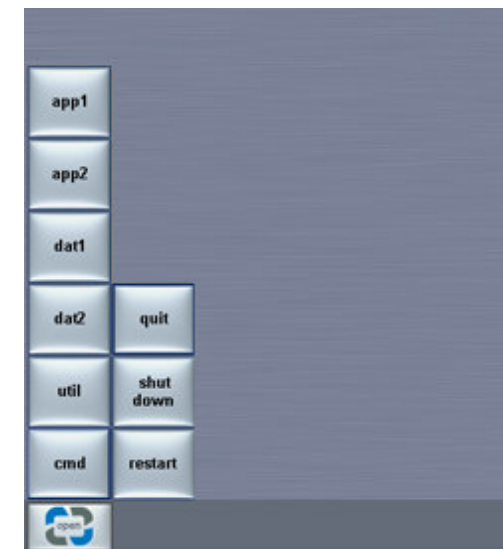 app1
app2
dat1
dat2
quit
util
shut
down
cmd
restart
open